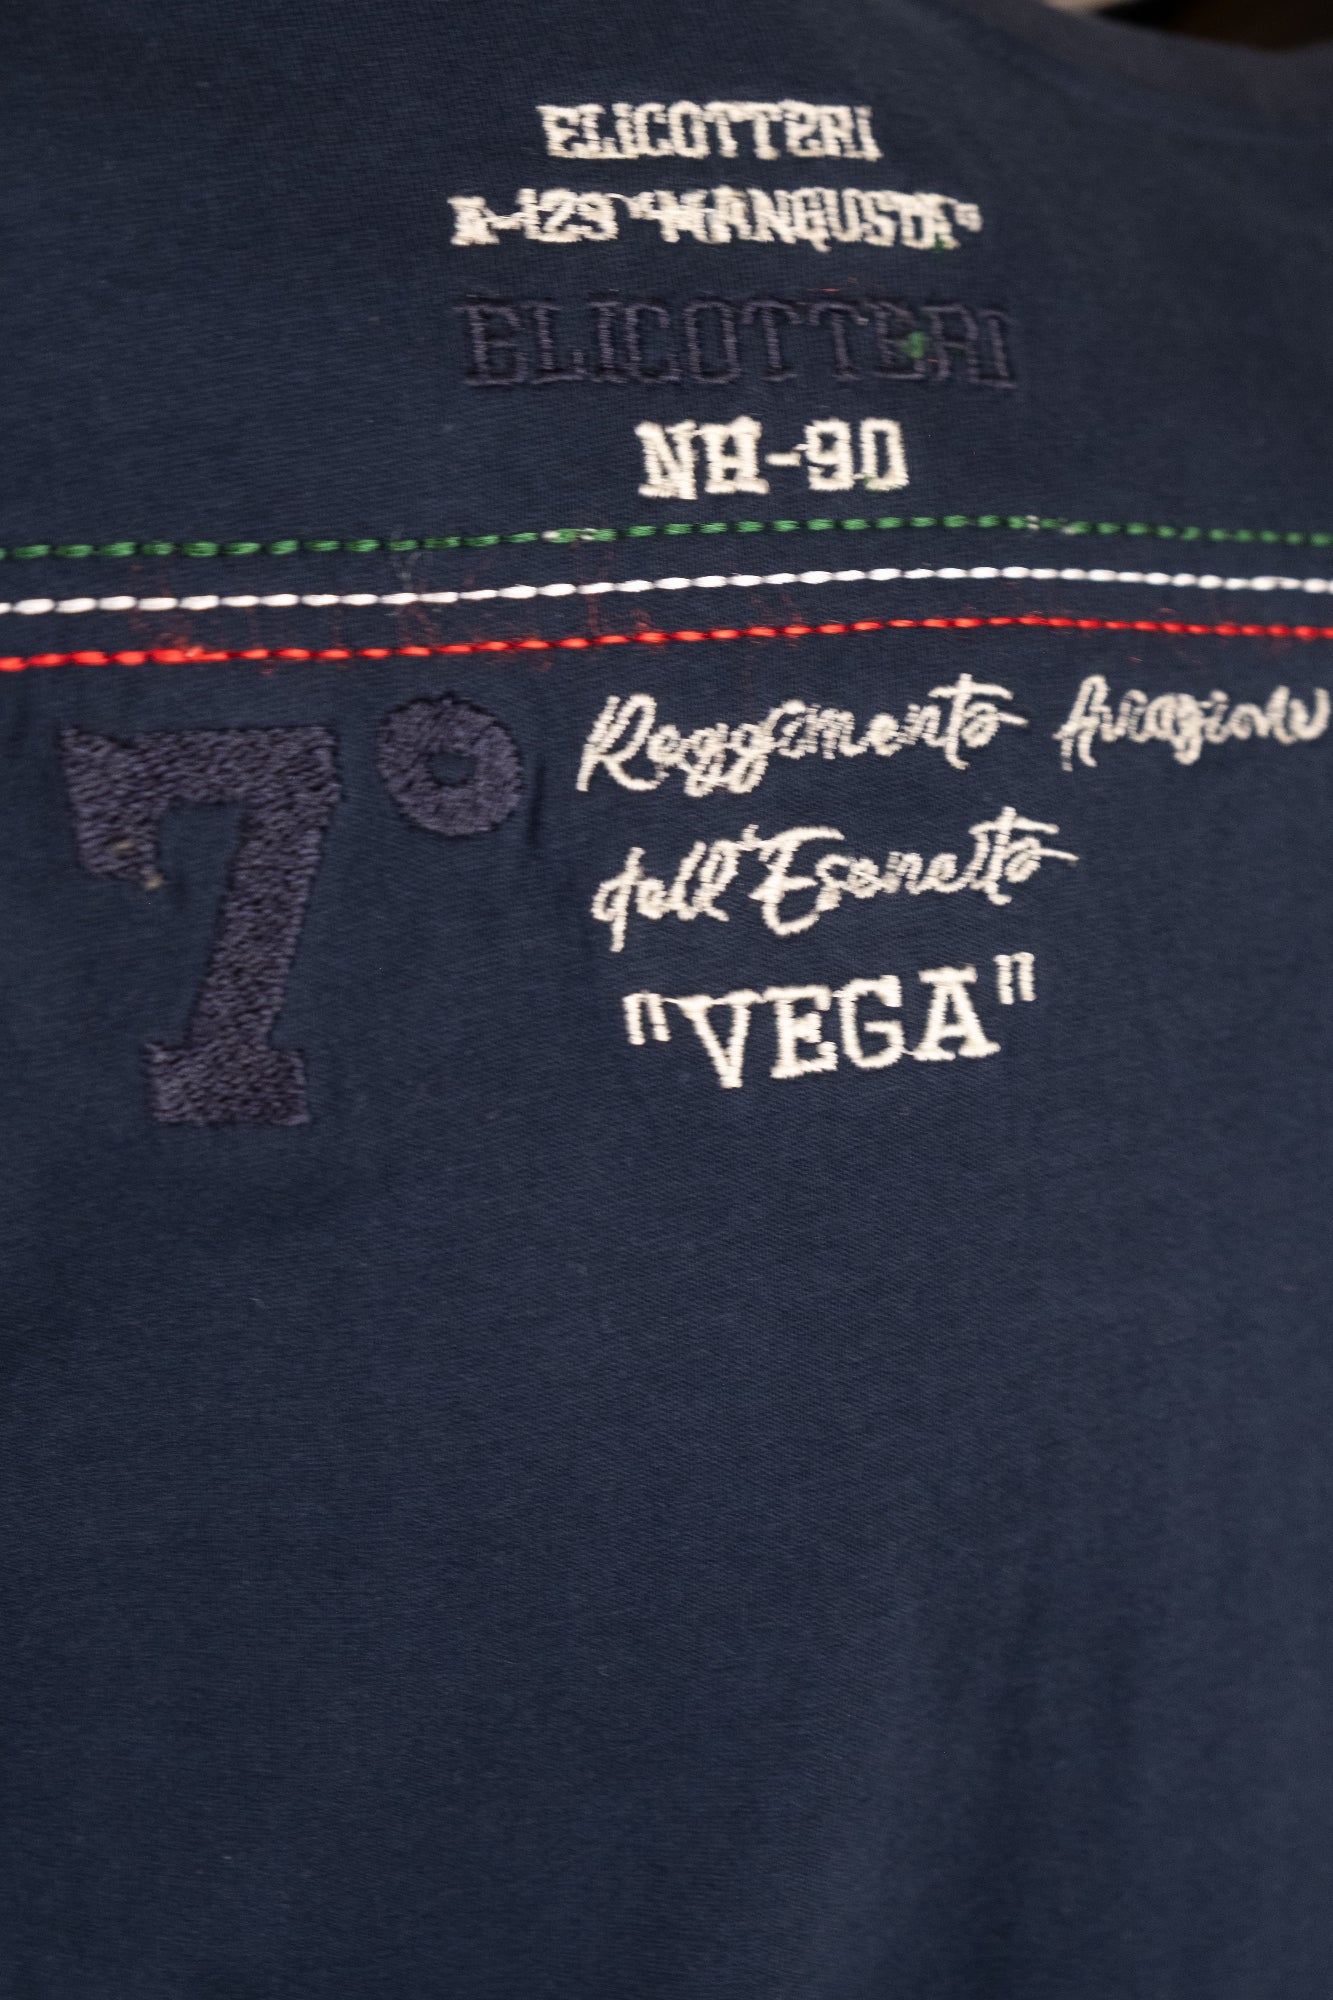 ELICOTTERI
A-129 "MANGUSTA"
ELICOTTERI
NH-90
7° Reggimento Aviazione
dell'Esercito
"VEGA"